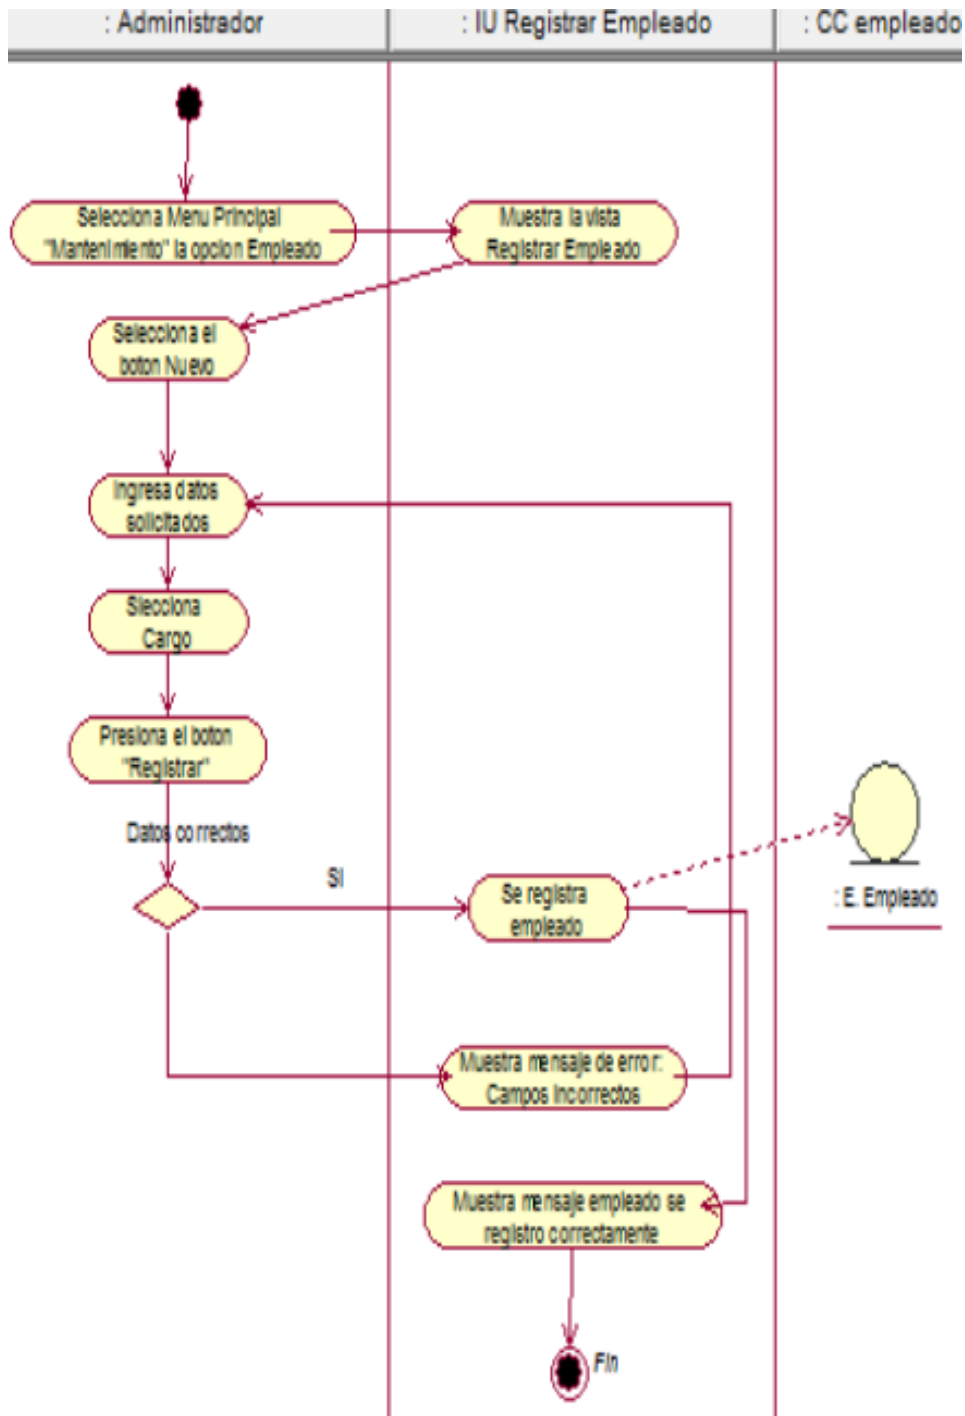 : Administrador
: IU Registrar Empleado
: CC empleado
Selecciona Menu Principal
"Mantenimiento" la opcion Empleado
Muestra la vista
Registrar Empleado
Selecciona el
boton Nuevo
Ingresa datos
solicitados
Slecciona
Cargo
Presiona el boton
"Registrar"
Datos correctos
SI
Se registra
empleado
: E. Empleado
Muestra mensaje de error:
Campos Incorrectos
Muestra mensaje empleado se
registro correctamente
Fin